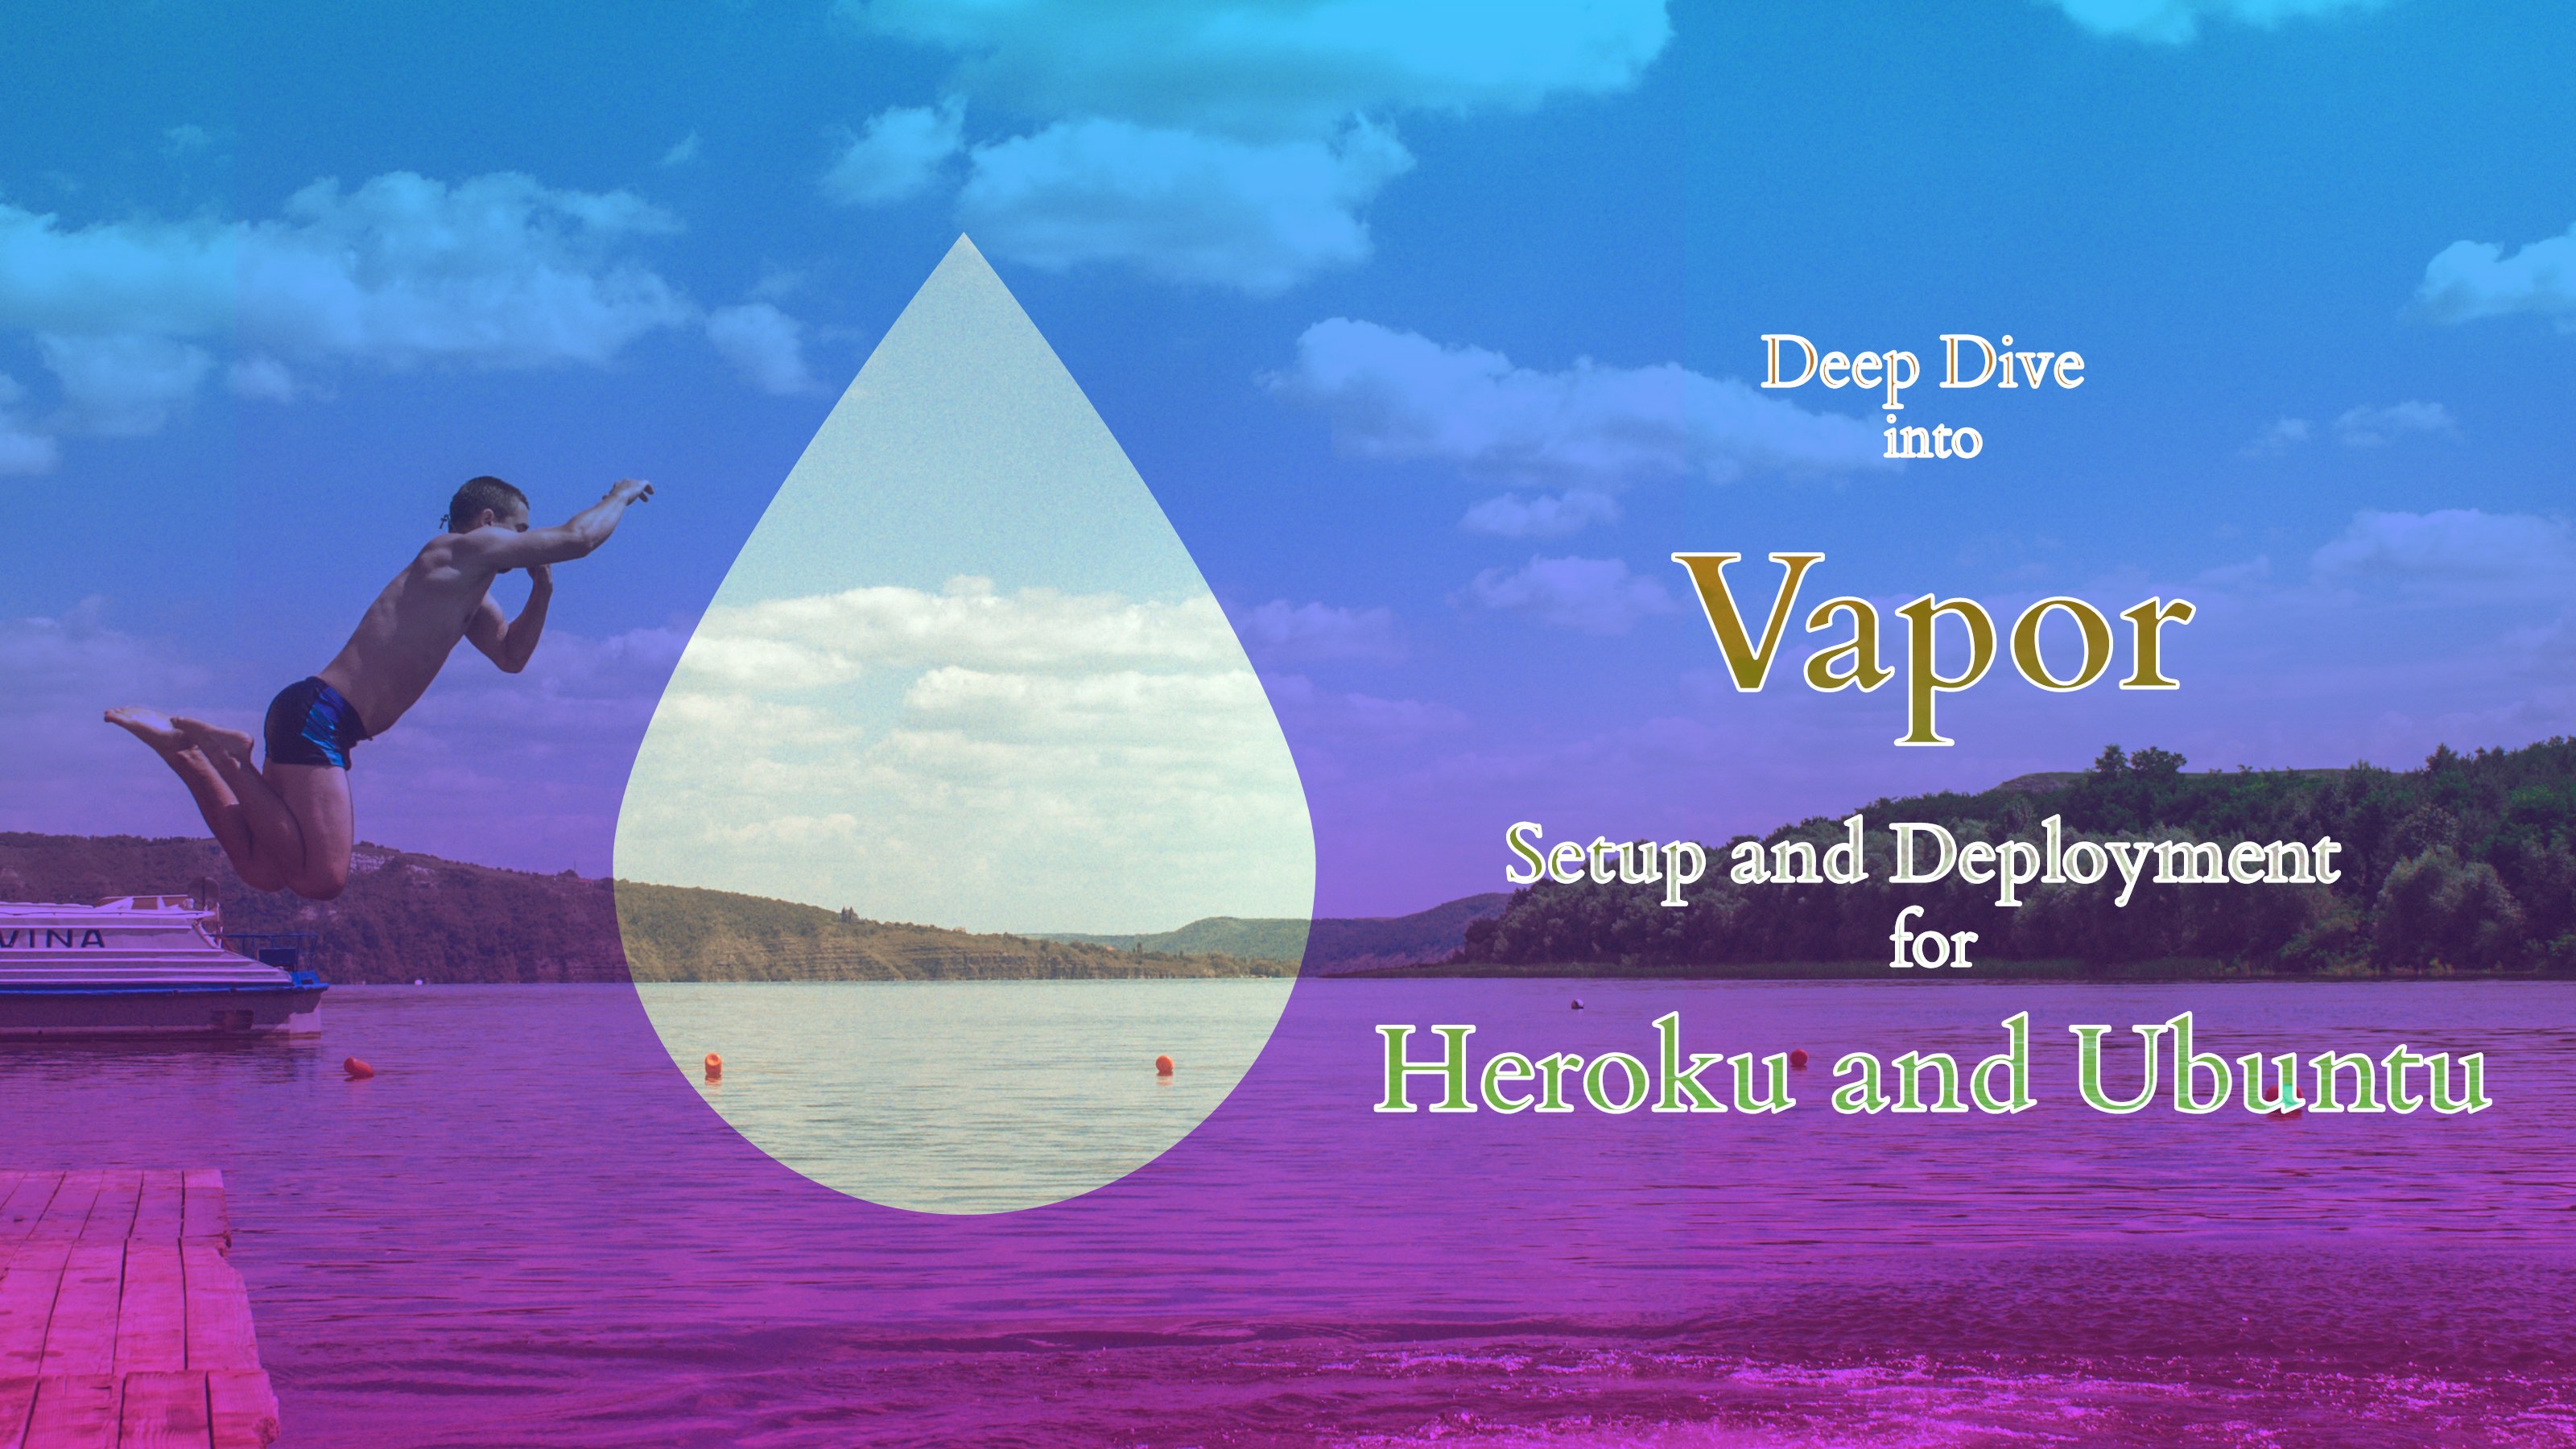 Deep Dive
into
Vapor
Setup and Deployment
for
Heroku and Ubuntu
VINA